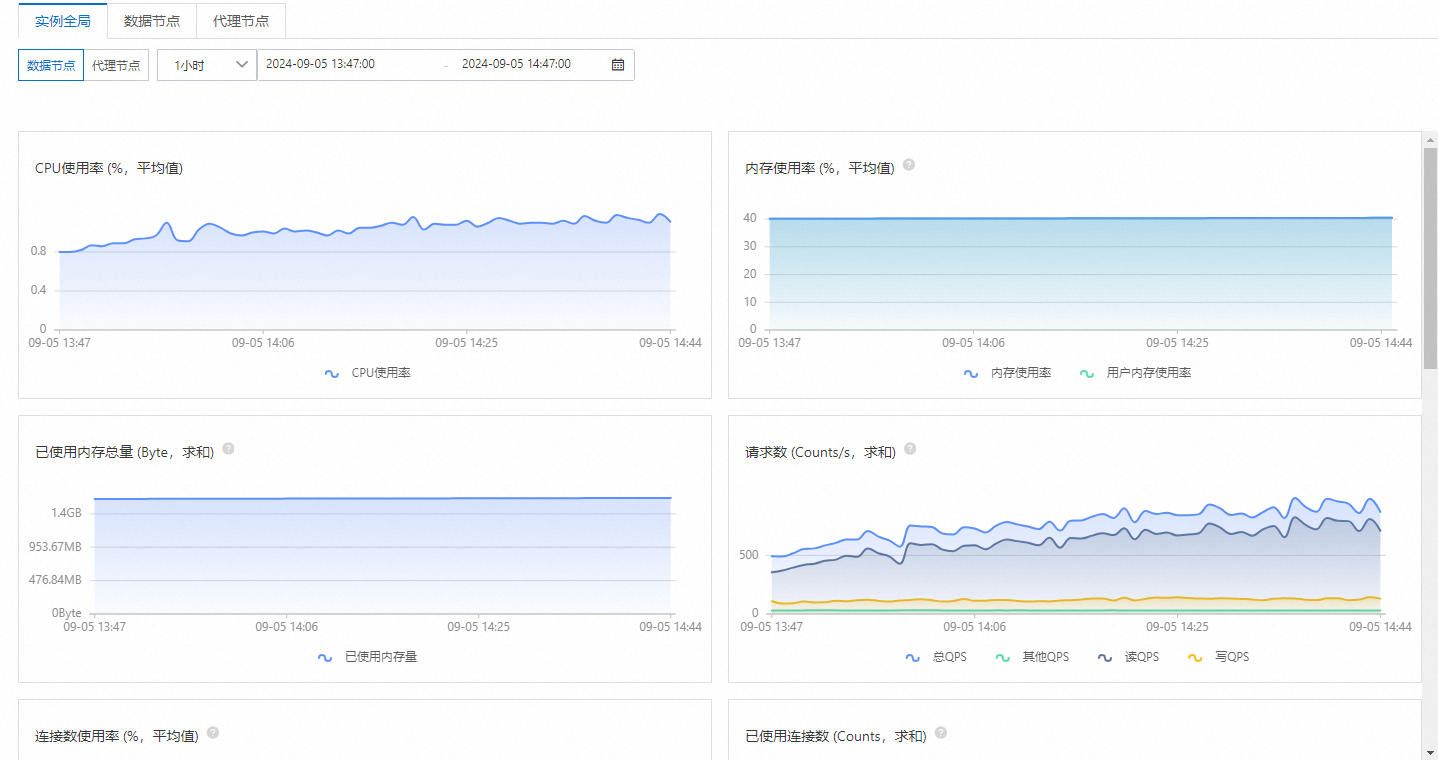 实例全局 数据节点 代理节点
数据节点 代理节点 1小时 2024-09-05 13:47:00 - 2024-09-05 14:47:00
CPU使用率 (%，平均值)
0.8
0.4
0
09-05 13:47 09-05 14:06 09-05 14:25 09-05 14:44
CPU使用率
内存使用率 (%，平均值) ?
40
30
20
10
0
09-05 13:47 09-05 14:06 09-05 14:25 09-05 14:44
内存使用率 用户内存使用率
已使用内存总量 (Byte，求和) ?
1.4GB
953.67MB
476.84MB
0Byte
09-05 13:47 09-05 14:06 09-05 14:25 09-05 14:44
已使用内存量
请求数 (Counts/s，求和) ?
500
0
09-05 13:47 09-05 14:06 09-05 14:25 09-05 14:44
总QPS 其他QPS 读QPS 写QPS
连接数使用率 (%，平均值) ?
已使用连接数 (Counts，求和) ?